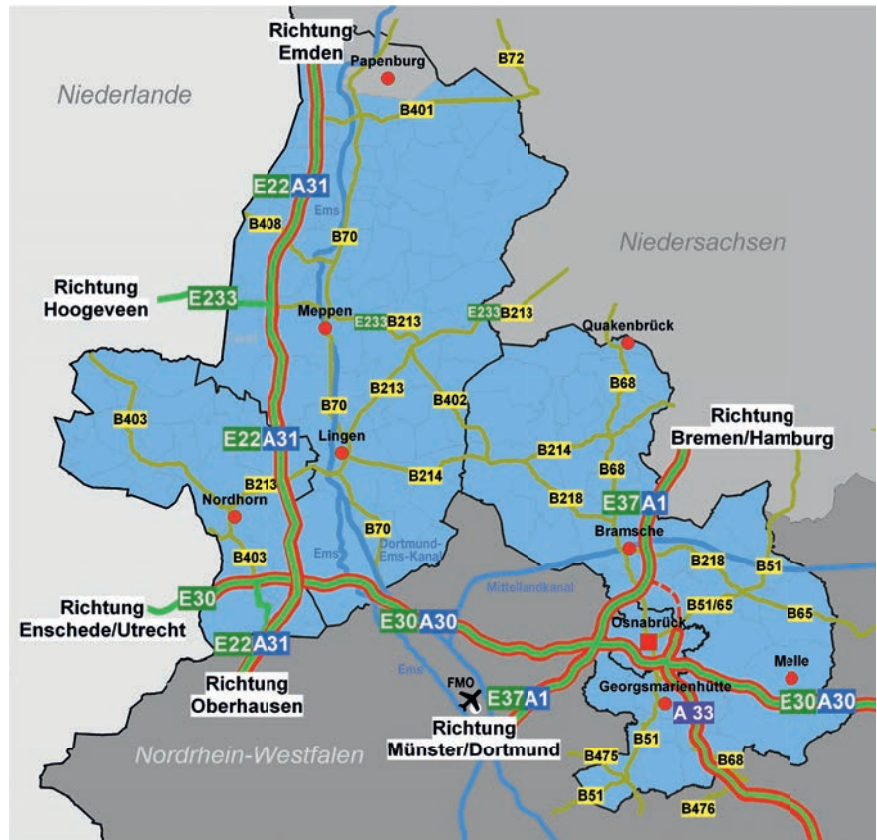 Richtung
Emden
Papenburg
B72
Niederlande
B401
E22 A31
Ems
B408
B70
Niedersachsen
Richtung
Hoogeveen
E233
Meppen
E233 B213
E233 B213
Quakenbrück
B213
B68
B403
B70
B402
Richtung
Bremen/Hamburg
E22 A31
Lingen
B214
B214
B68
B213
Nordhorn
B218
E37 A1
B70
Dortmund-
Ems-Kanal
Bramsche
B403
Ems
B218
B51
Mittellandkanal
E30
Richtung
Enschede/Utrecht
B51/65
B65
E30 A30
Osnabrück
E22 A31
Ems
Melle
Richtung
Oberhausen
FMO
E37 A1
Georgsmarienhütte
A 33
E30 A30
Richtung
Münster/Dortmund
Nordrhein-Westfalen
B51
B475
B68
B51
B476